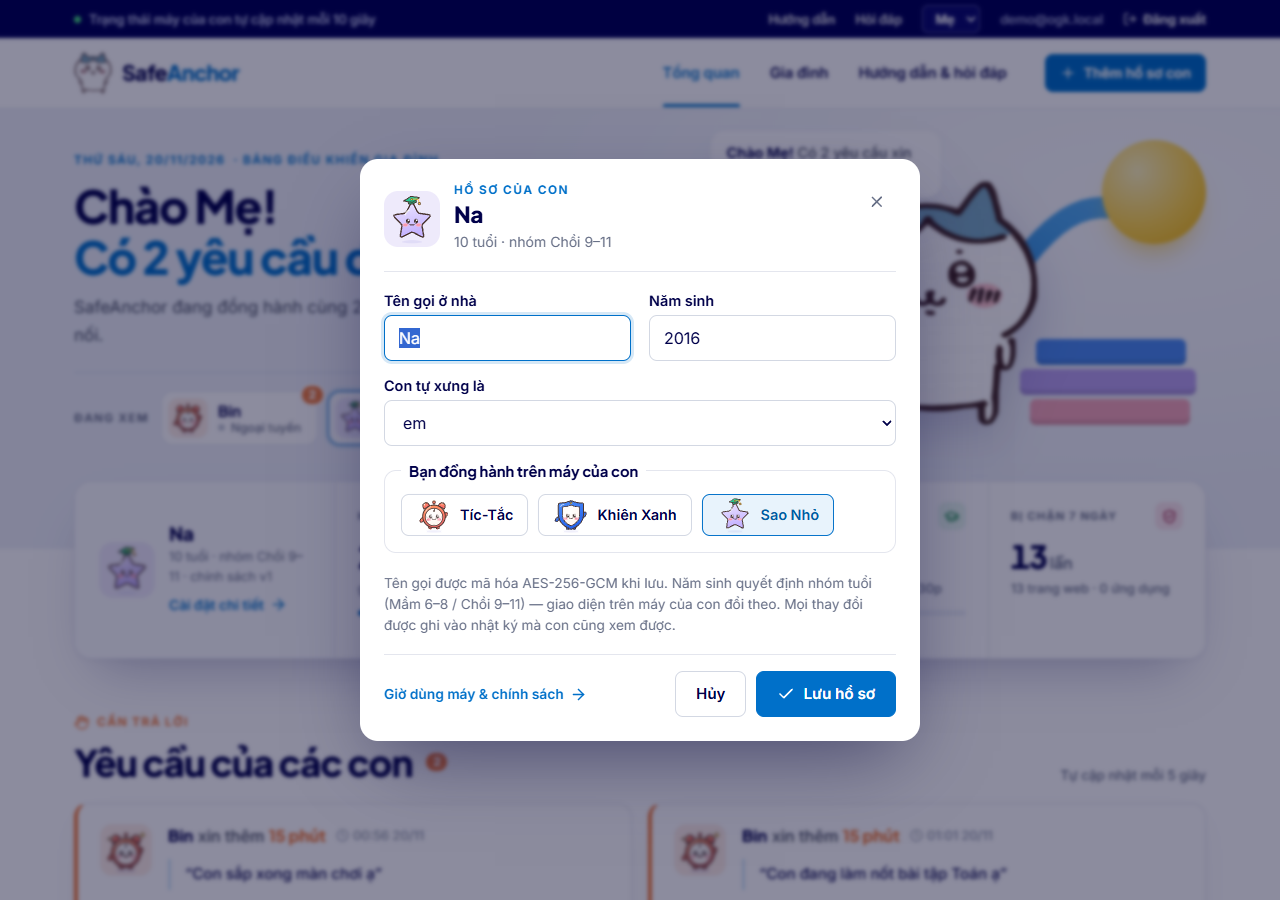 Trạng thái máy của con tự cập nhật mỗi 10 giây
Hướng dẫn
Hỏi đáp
Mẹ
demo@ogk.local
Đăng xuất
SafeAnchor
Tổng quan
Gia đình
Hướng dẫn & hỏi đáp
Thêm hồ sơ con
THỨ SÁU, 20/11/2026 · BẢNG ĐIỀU KHIỂN GIA ĐÌNH
Chào Mẹ! Có 2 yêu cầu xin
Chào Mẹ!
Có 2 yêu cầu
SafeAnchor đang đồng hành cùng 2
nối.
ĐANG XEM
Bin
2
Ngoại tuyến
HỒ SƠ CỦA CON
Na
10 tuổi · nhóm Chồi 9–11
Tên gọi ở nhà
Năm sinh
Na
2016
Con tự xưng là
em
Bạn đồng hành trên máy của con
Tíc-Tắc
Khiên Xanh
Sao Nhỏ
Tên gọi được mã hóa AES-256-GCM khi lưu. Năm sinh quyết định nhóm tuổi
(Mầm 6–8 / Chồi 9–11) — giao diện trên máy của con đổi theo. Mọi thay đổi
được ghi vào nhật ký mà con cũng xem được.
Giờ dùng máy & chính sách
Hủy
Lưu hồ sơ
Na
10 tuổi · nhóm Chồi 9–
11 · chính sách v1
Cài đặt chi tiết
BỊ CHẶN 7 NGÀY
13 lần
13 trang web · 0 ứng dụng
CẦN TRẢ LỜI
Yêu cầu của các con
2
Tự cập nhật mỗi 5 giây
Bin xin thêm 15 phút
00:56 20/11
“Con sắp xong màn chơi ạ”
Bin xin thêm 15 phút
01:01 20/11
“Con đang làm nốt bài tập Toán ạ”